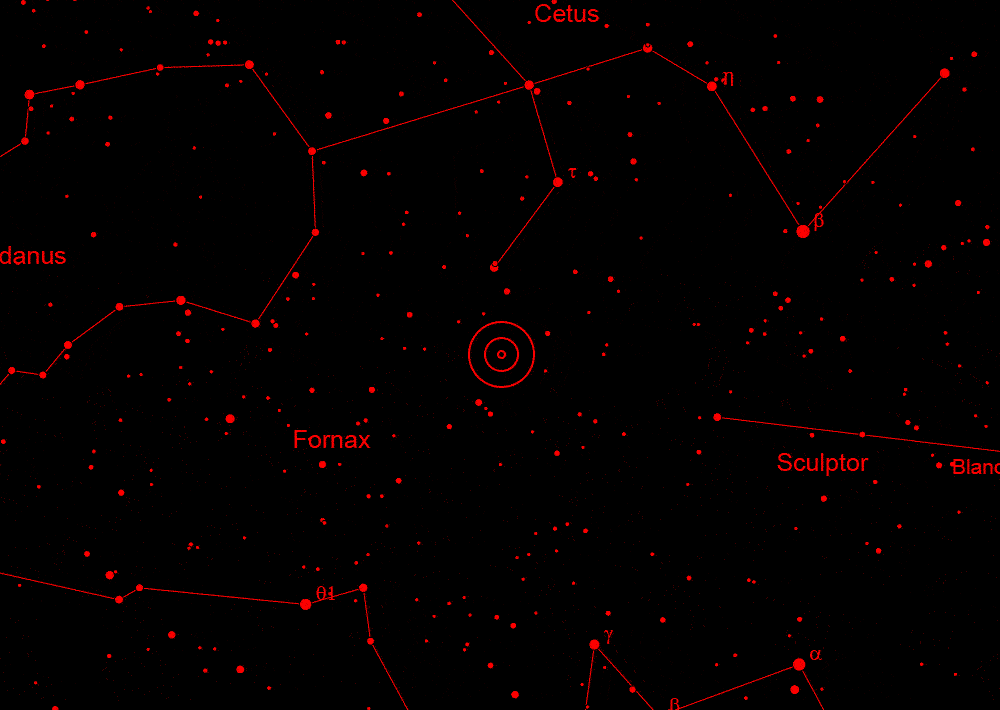 Cetus
η
τ
β
danus
Fornax
Sculptor
Blanc
θ1
γ
α
β